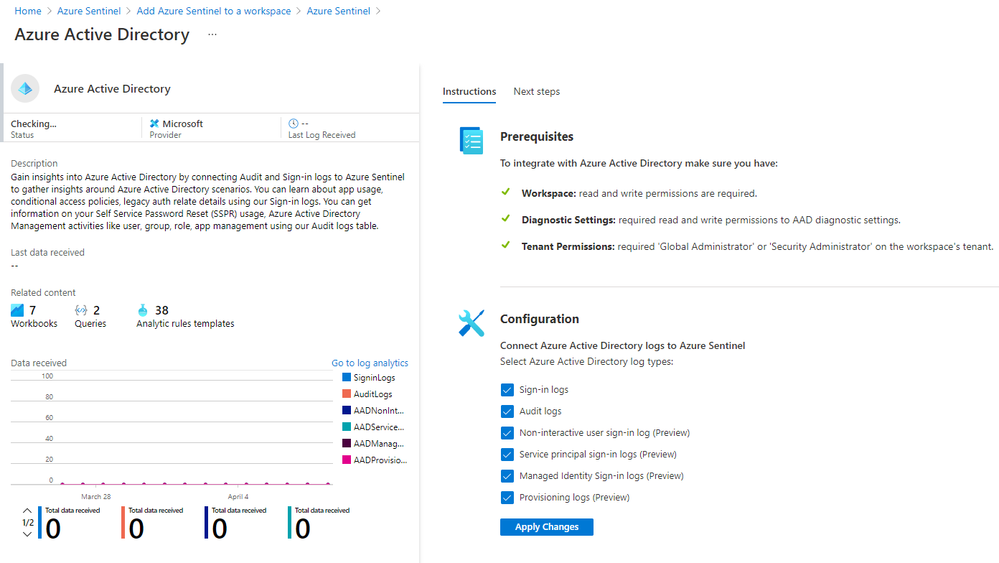 Home > Azure Sentinel > Add Azure Sentinel to a workspace > Azure Sentinel >
Azure Active Directory ...
Azure Active Directory
Checking...
Status
Microsoft
Provider
--
Last Log Received
Description
Gain insights into Azure Active Directory by connecting Audit and Sign-in logs to Azure Sentinel
to gather insights around Azure Active Directory scenarios. You can learn about app usage,
conditional access policies, legacy auth relate details using our Sign-in logs. You can get
information on your Self Service Password Reset (SSPR) usage, Azure Active Directory
Management activities like user, group, role, app management using our Audit logs table.
Last data received
--
Related content
7
Workbooks
2
Queries
38
Analytic rules templates
Data received
Go to log analytics
100
80
60
40
20
0
March 28
April 4
SigninLogs
AuditLogs
AADNonInt...
AADService...
AADManag...
AADProvisio...
1/2
Total data received
0
Total data received
0
Total data received
0
Total data received
0
Instructions
Next steps
Prerequisites
To integrate with Azure Active Directory make sure you have:
Workspace: read and write permissions are required.
Diagnostic Settings: required read and write permissions to AAD diagnostic settings.
Tenant Permissions: required 'Global Administrator' or 'Security Administrator' on the workspace's tenant.
Configuration
Connect Azure Active Directory logs to Azure Sentinel
Select Azure Active Directory log types:
Sign-in logs
Audit logs
Non-interactive user sign-in log (Preview)
Service principal sign-in logs (Preview)
Managed Identity Sign-in logs (Preview)
Provisioning logs (Preview)
Apply Changes